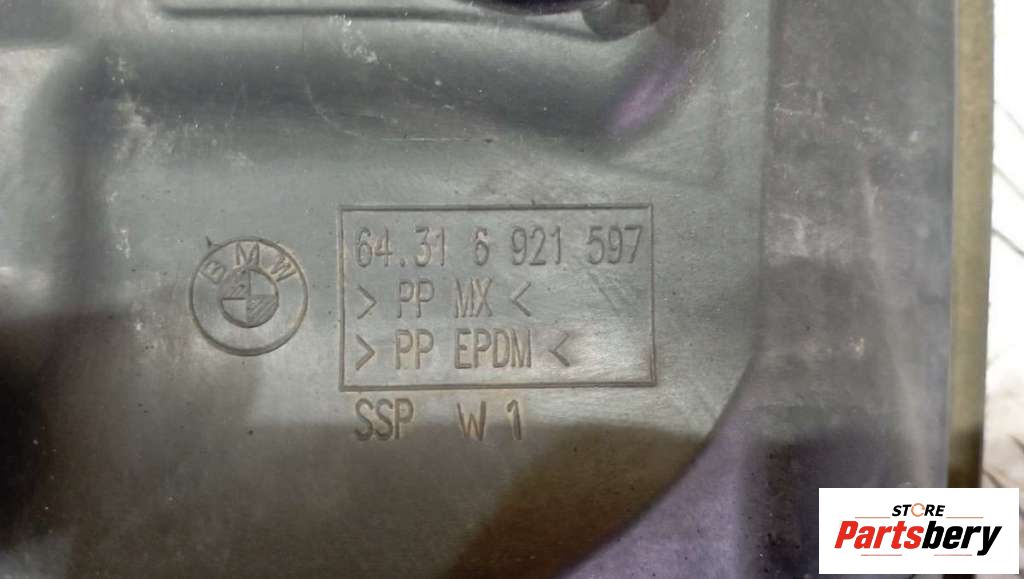 BMW
64.31 6 921 597
> PP MX <
> PP EPDM <
SSP W 1
STORE
Partsbery